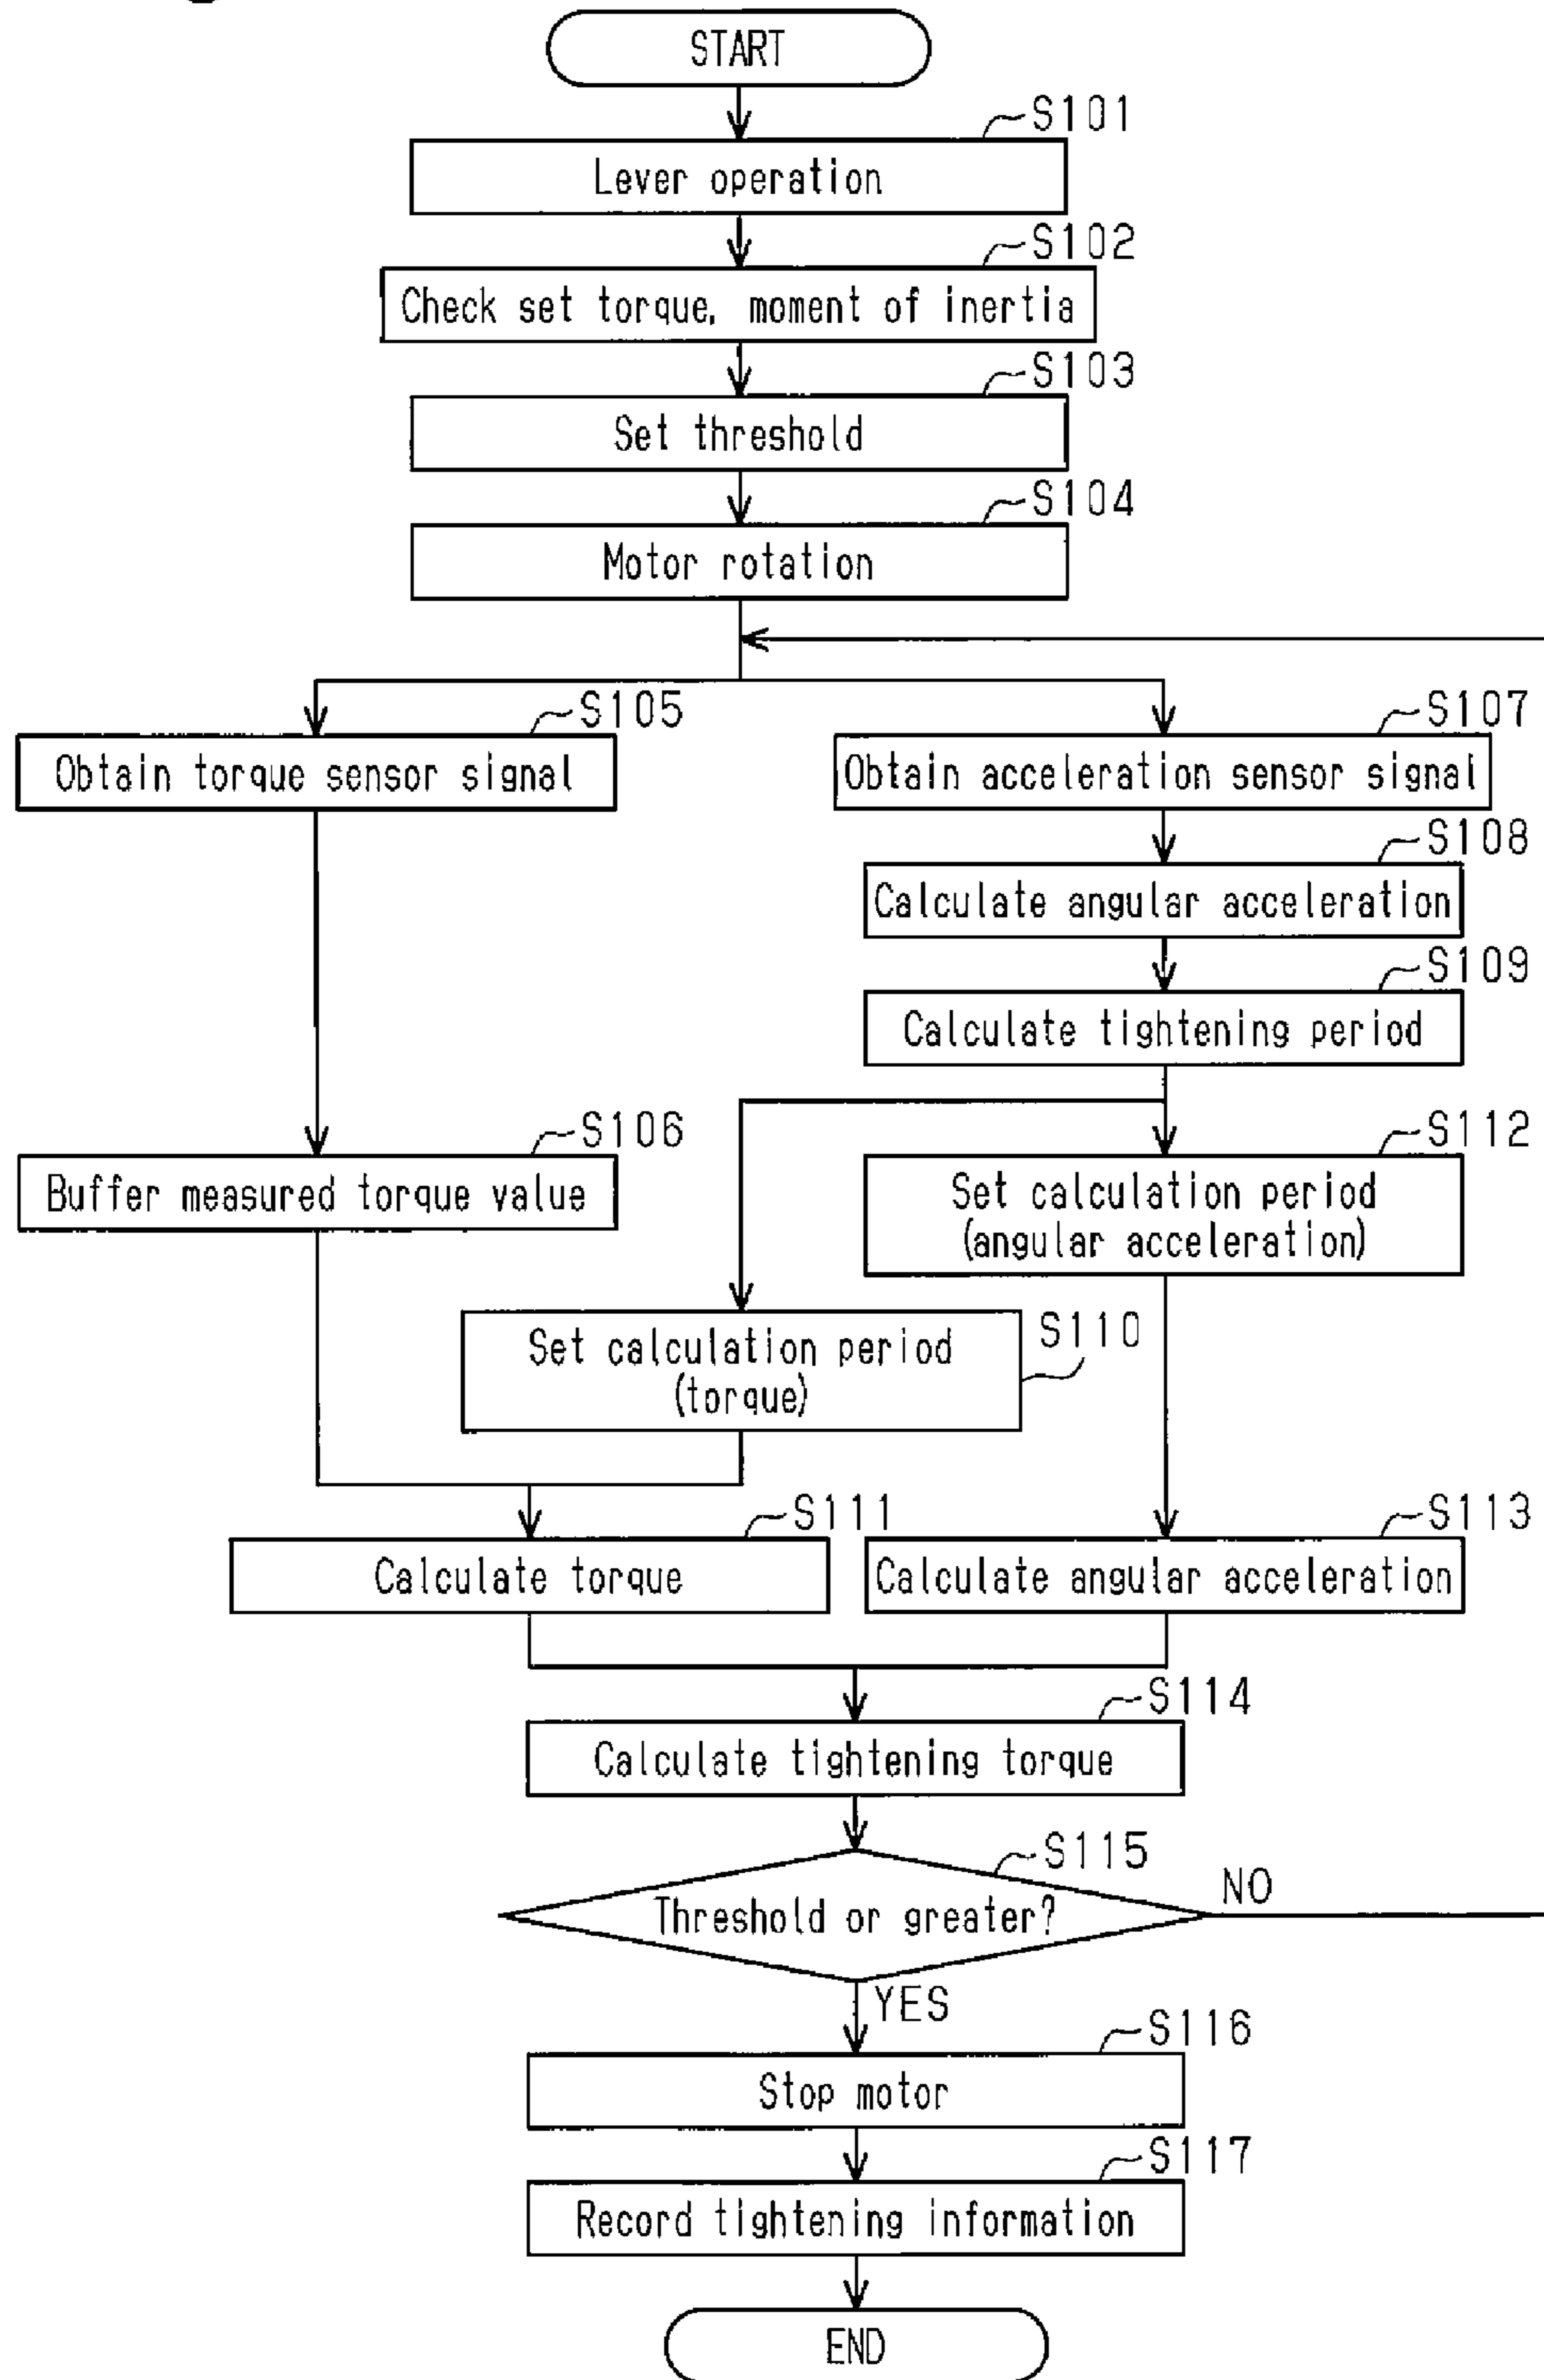 START
S101
Lever operation
S102
Check set torque, moment of inertia
S103
Set threshold
S104
Motor rotation
S105
Obtain torque sensor signal
S107
Obtain acceleration sensor signal
S108
Calculate angular acceleration
S109
Calculate tightening period
S106
Buffer measured torque value
S112
Set calculation period
(angular acceleration)
S110
Set calculation period
(torque)
S111
Calculate torque
S113
Calculate angular acceleration
S114
Calculate tightening torque
S115
Threshold or greater?
NO
YES
S116
Stop motor
S117
Record tightening information
END